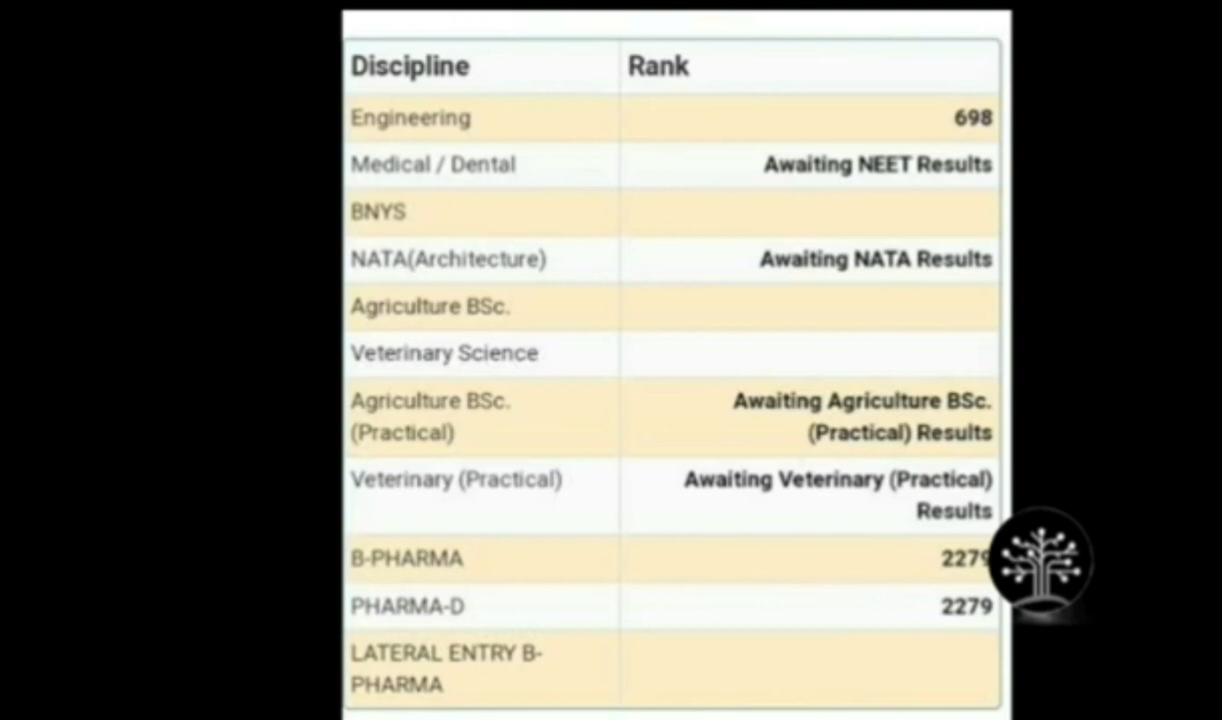 Discipline Rank
Engineering 698
Medical / Dental Awaiting NEET Results
BNYS
NATA(Architecture) Awaiting NATA Results
Agriculture BSc.
Veterinary Science
Agriculture BSc. Awaiting Agriculture BSc.
(Practical) (Practical) Results
Veterinary (Practical) Awaiting Veterinary (Practical)
Results
B-PHARMA 2279
PHARMA-D 2279
LATERAL ENTRY B-
PHARMA